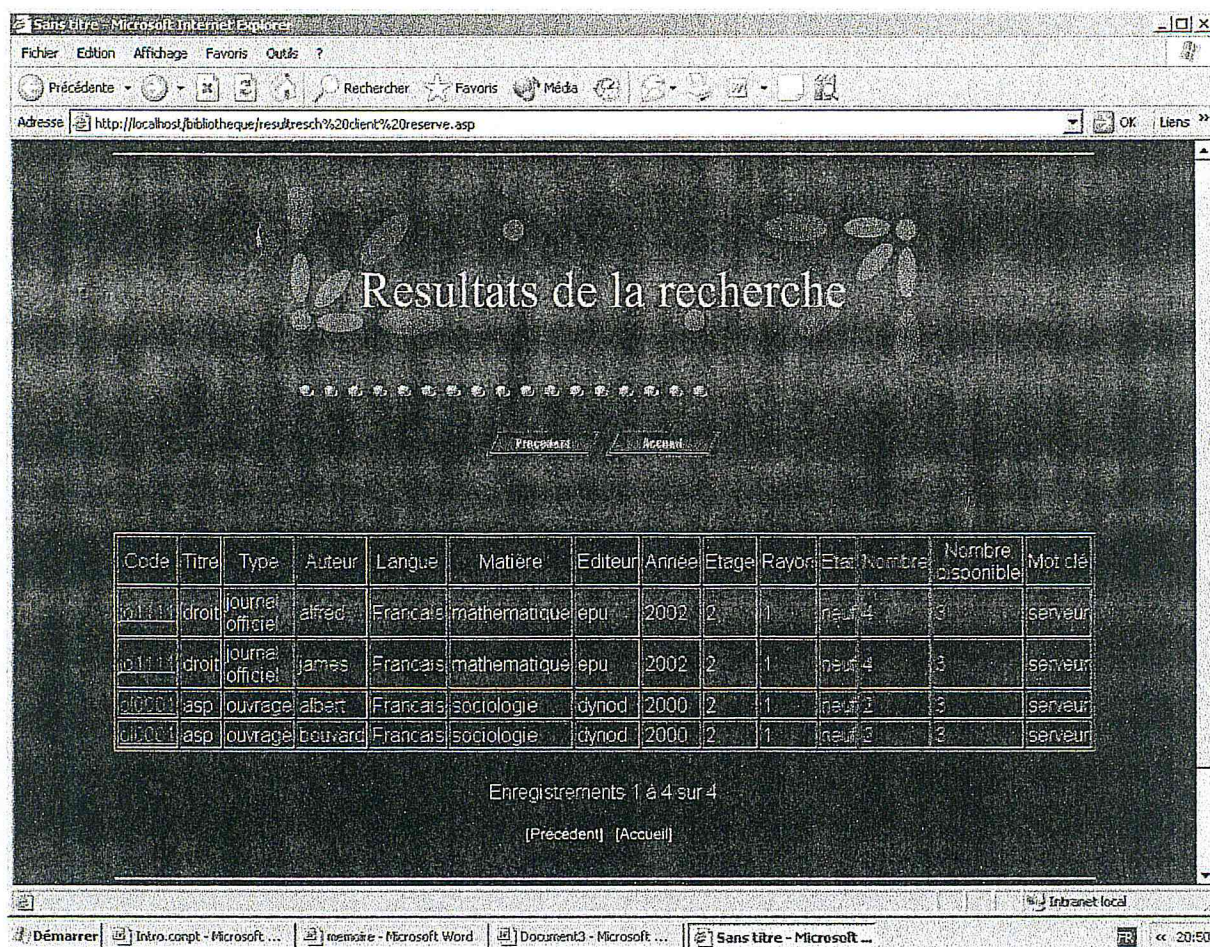 Sans titre - Microsoft Internet Explorer
Fichier Edition Affichage Favoris Outils ?
Précédente Rechercher Favoris Média
Adresse http://localhost/bibliotheque/resultresch%20client%20reserve.asp OK Liens »
Resultats de la recherche
Précédent Accueil
Code Titre Type Auteur Langue Matière Editeur Année Etage Rayon Etat Nombre Nombre disponible Mot clé
jo1111 droit journal officiel alfred Francais mathematique epu 2002 2 1 neuf 4 3 serveur
jo1111 droit journal officiel james Francais mathematique epu 2002 2 1 neuf 4 3 serveur
asp ouvrage albert Francais sociologie dynod 2000 2 1 neuf 3 serveur
asp ouvrage bouvard Francais sociologie dynod 2000 2 1 neuf 3 serveur
Enregistrements 1 à 4 sur 4
[Précédent] [Accueil]
Intranet local
Démarrer Intro.conpt - Microsoft ... memoire - Microsoft Word Document3 - Microsoft ... Sans titre - Microsoft ... FR « 20:50